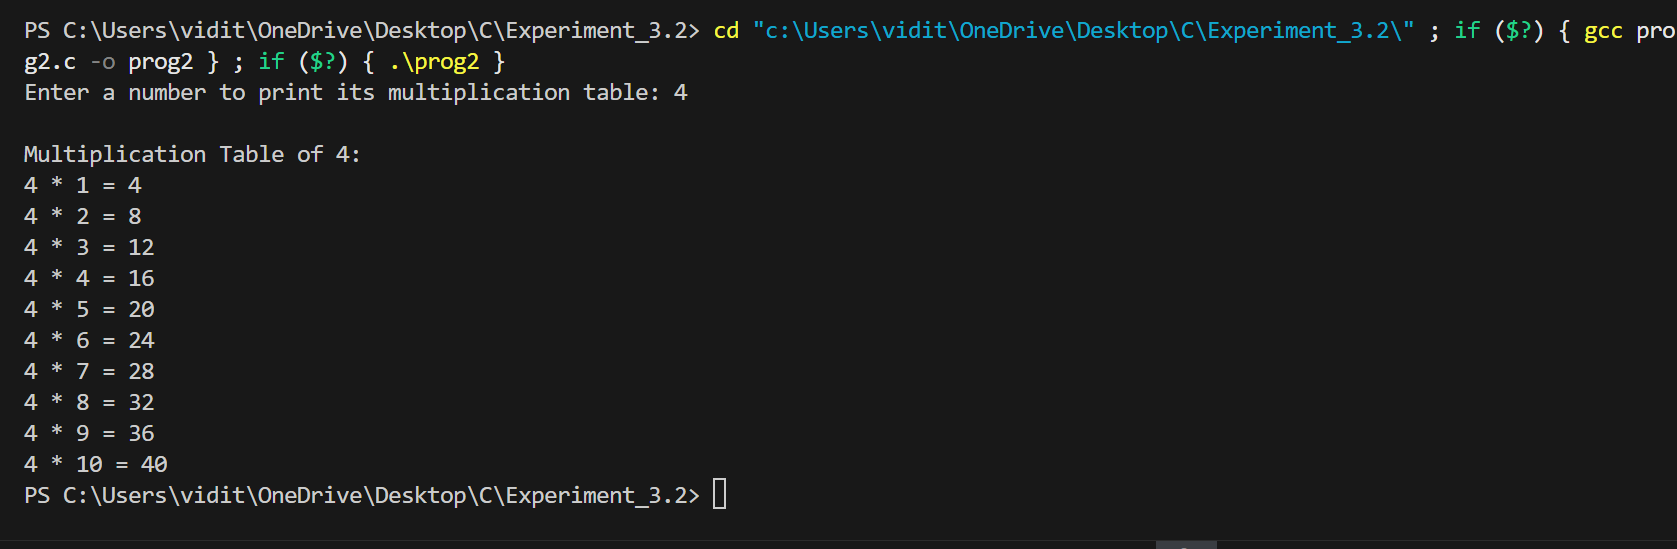 PS C:\Users\vidit\OneDrive\Desktop\C\Experiment_3.2> cd "c:\Users\vidit\OneDrive\Desktop\C\Experiment_3.2\" ; if ($?) { gcc pro
g2.c -o prog2 } ; if ($?) { .\prog2 }
Enter a number to print its multiplication table: 4
Multiplication Table of 4:
4 * 1 = 4
4 * 2 = 8
4 * 3 = 12
4 * 4 = 16
4 * 5 = 20
4 * 6 = 24
4 * 7 = 28
4 * 8 = 32
4 * 9 = 36
4 * 10 = 40
PS C:\Users\vidit\OneDrive\Desktop\C\Experiment_3.2>